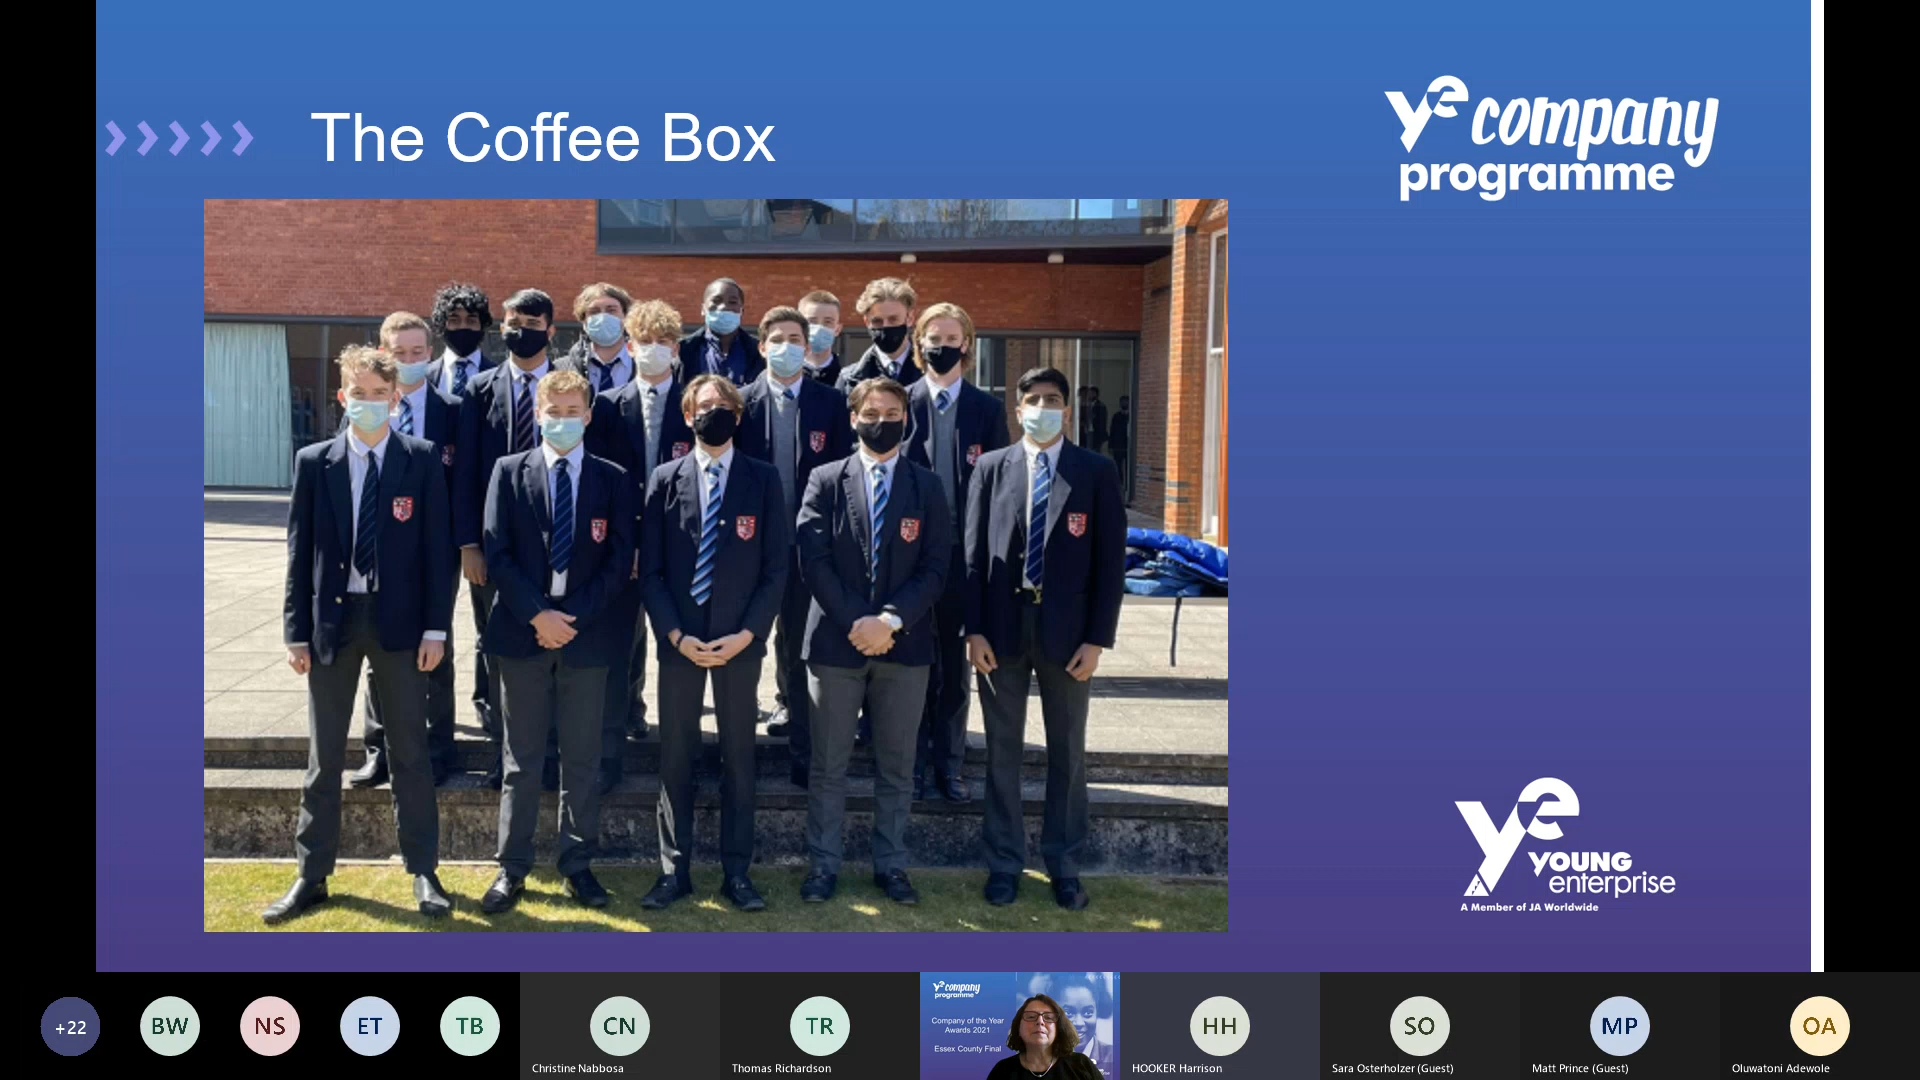 The Coffee Box
ye company
programme
ye
YOUNG
enterprise
A Member of JA Worldwide
+22
BW
NS
ET
TB
CN
Christine Nabbosa
TR
Thomas Richardson
ye company
programme
Company of the Year
Awards 2021
Essex County Final
HH
HOOKER Harrison
SO
Sara Osterholzer (Guest)
MP
Matt Prince (Guest)
OA
Oluwatoni Adewole